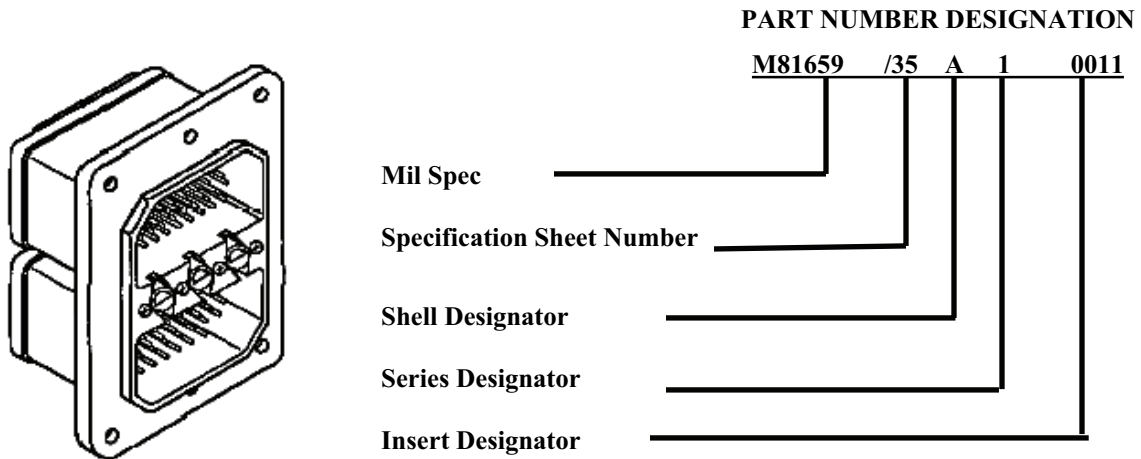 PART NUMBER DESIGNATION
M81659 /35 A 1 0011
Mil Spec
Specification Sheet Number
Shell Designator
Series Designator
Insert Designator